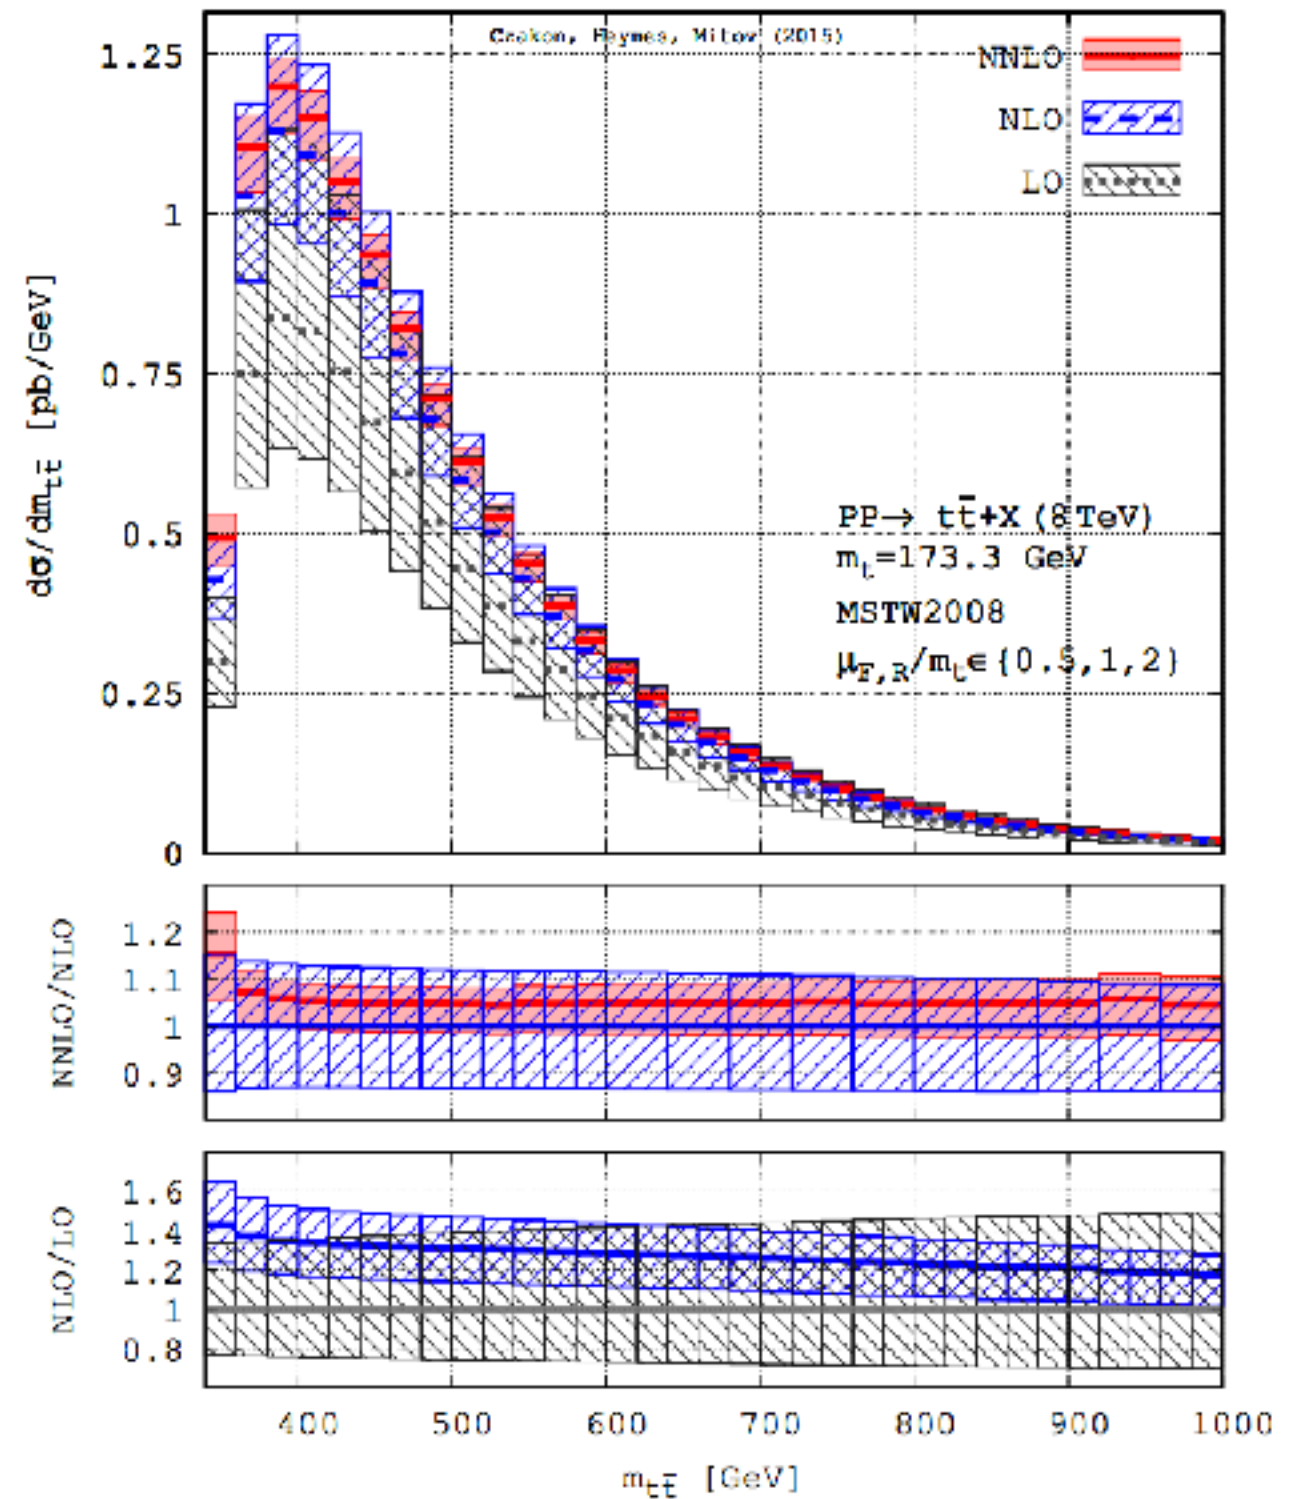 Czakon, Heymes, Mitov (2015)
NNLO
NLO
LO
1.25
1
0.75
0.5
0.25
0
dσ/dm_tt̄ [pb/GeV]
PP→ tt̄+X (8 TeV)
m_t=173.3 GeV
MSTW2008
μ_F,R/m_t∈{0.5,1,2}
NNLO/NLO
1.2
1.1
1
0.9
NLO/LO
1.6
1.4
1.2
1
0.8
400 500 600 700 800 900 1000
m_tt̄ [GeV]